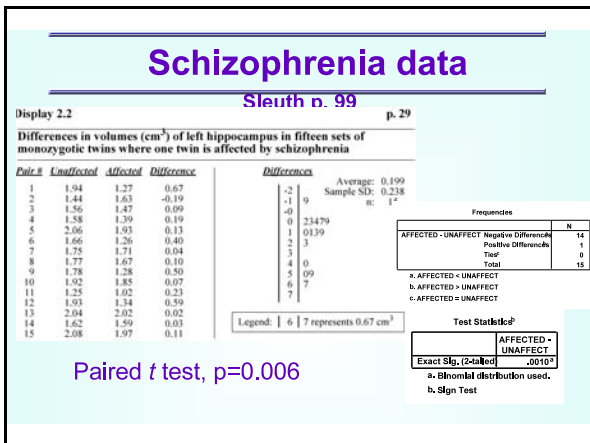 Schizophrenia data
Sleuth p. 99
Display 2.2 p. 29
Differences in volumes (cm³) of left hippocampus in fifteen sets of
monozygotic twins where one twin is affected by schizophrenia
Pair # Unaffected Affected Difference
1 1.94 1.27 0.67
2 1.44 1.63 -0.19
3 1.56 1.47 0.09
4 1.58 1.39 0.19
5 2.06 1.93 0.13
6 1.66 1.26 0.40
7 1.75 1.71 0.04
8 1.77 1.67 0.10
9 1.78 1.28 0.50
10 1.92 1.85 0.07
11 1.25 1.02 0.23
12 1.93 1.34 0.59
13 2.04 2.02 0.02
14 1.62 1.59 0.03
15 2.08 1.97 0.11
Differences
Average: 0.199
Sample SD: 0.238
n:
-2
-1 9
-0
0 23479
1 0139
2 3
3
4 0
5 09
6 7
7
Legend: | 6 | 7 represents 0.67 cm³
Frequencies
N
AFFECTED - UNAFFECT Negative Differences 14
Positive Differences 1
Ties c 0
Total 15
a. AFFECTED < UNAFFECT
b. AFFECTED > UNAFFECT
c. AFFECTED = UNAFFECT
Test Statistics b
AFFECTED -
UNAFFECT
Exact Sig. (2-tailed) .0010 a
a. Binomial distribution used.
b. Sign Test
Paired t test, p=0.006